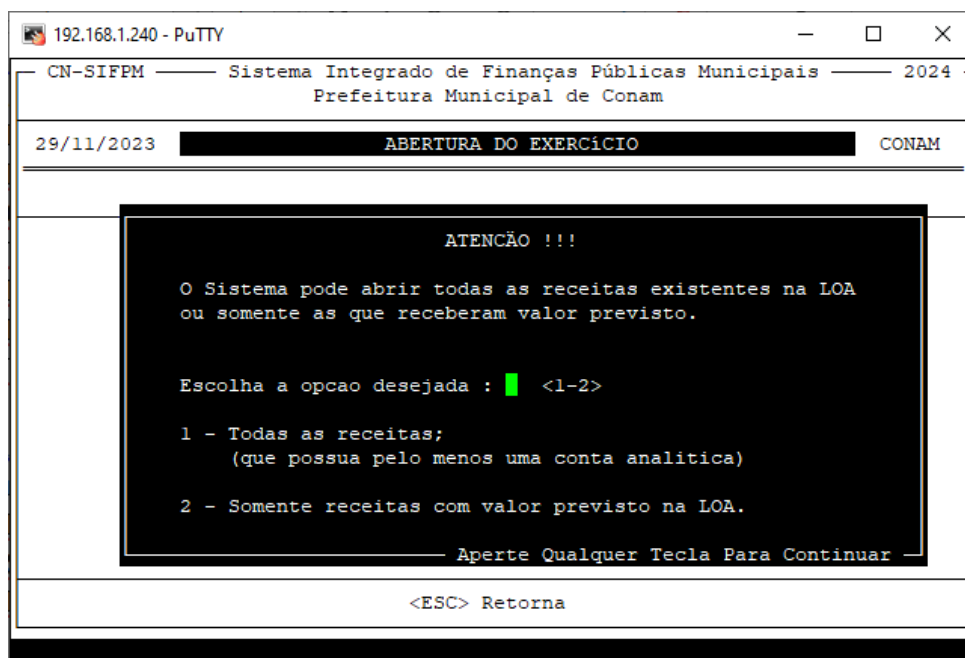 192.168.1.240 - PuTTY
CN-SIFPM Sistema Integrado de Finanças Públicas Municipais 2024
Prefeitura Municipal de Conam
29/11/2023 ABERTURA DO EXERCíCIO CONAM
ATENCÃO !!!
O Sistema pode abrir todas as receitas existentes na LOA
ou somente as que receberam valor previsto.
Escolha a opcao desejada : <1-2>
1 - Todas as receitas;
(que possua pelo menos uma conta analitica)
2 - Somente receitas com valor previsto na LOA.
Aperte Qualquer Tecla Para Continuar
<ESC> Retorna